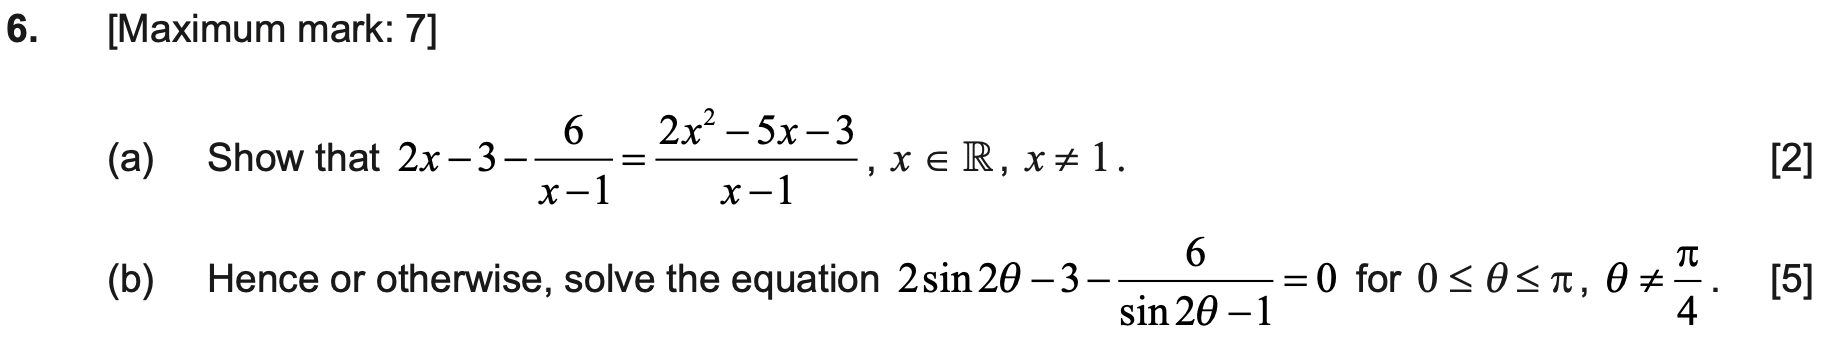 6. [Maximum mark: 7]
(a) Show that 2x − 3 − 6/(x − 1) = (2x² − 5x − 3)/(x − 1), x ∈ ℝ, x ≠ 1. [2]
(b) Hence or otherwise, solve the equation 2 sin 2θ − 3 − 6/(sin 2θ − 1) = 0 for 0 ≤ θ ≤ π, θ ≠ π/4. [5]